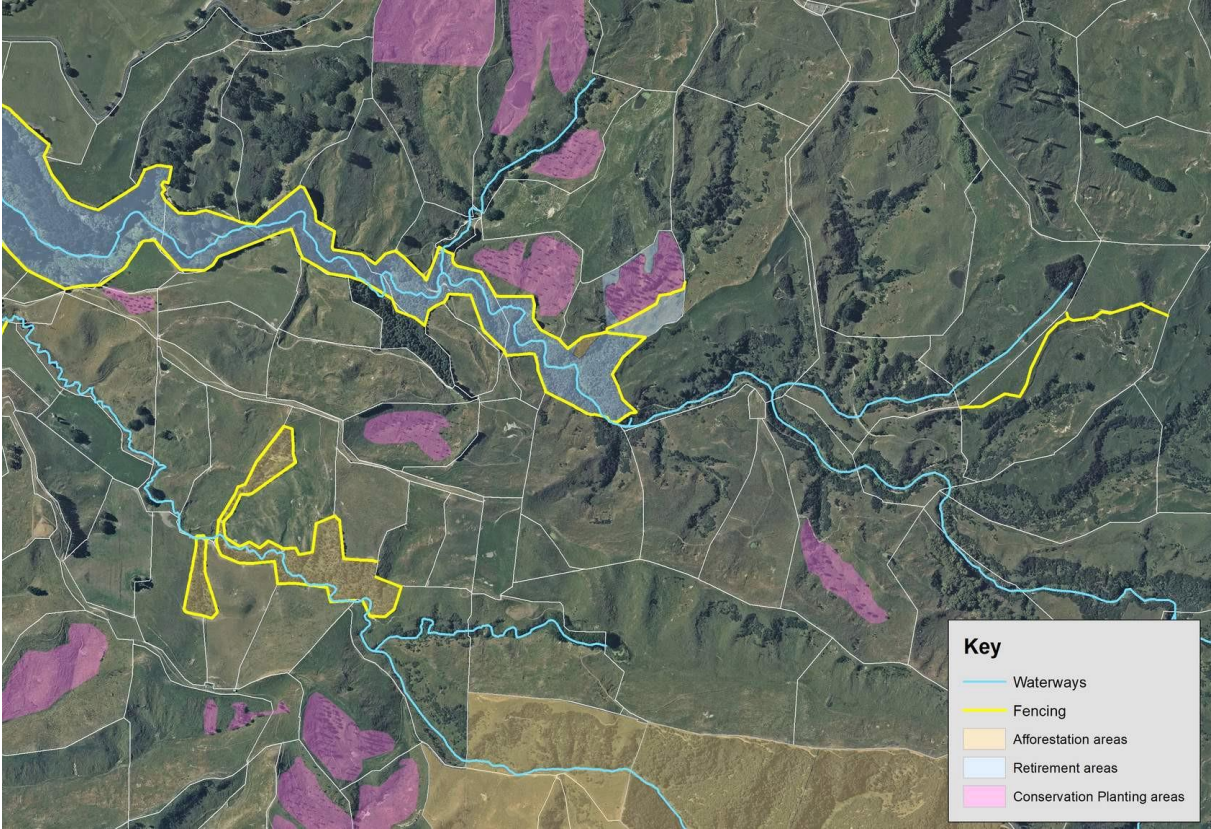 Key
Waterways
Fencing
Afforestation areas
Retirement areas
Conservation Planting areas